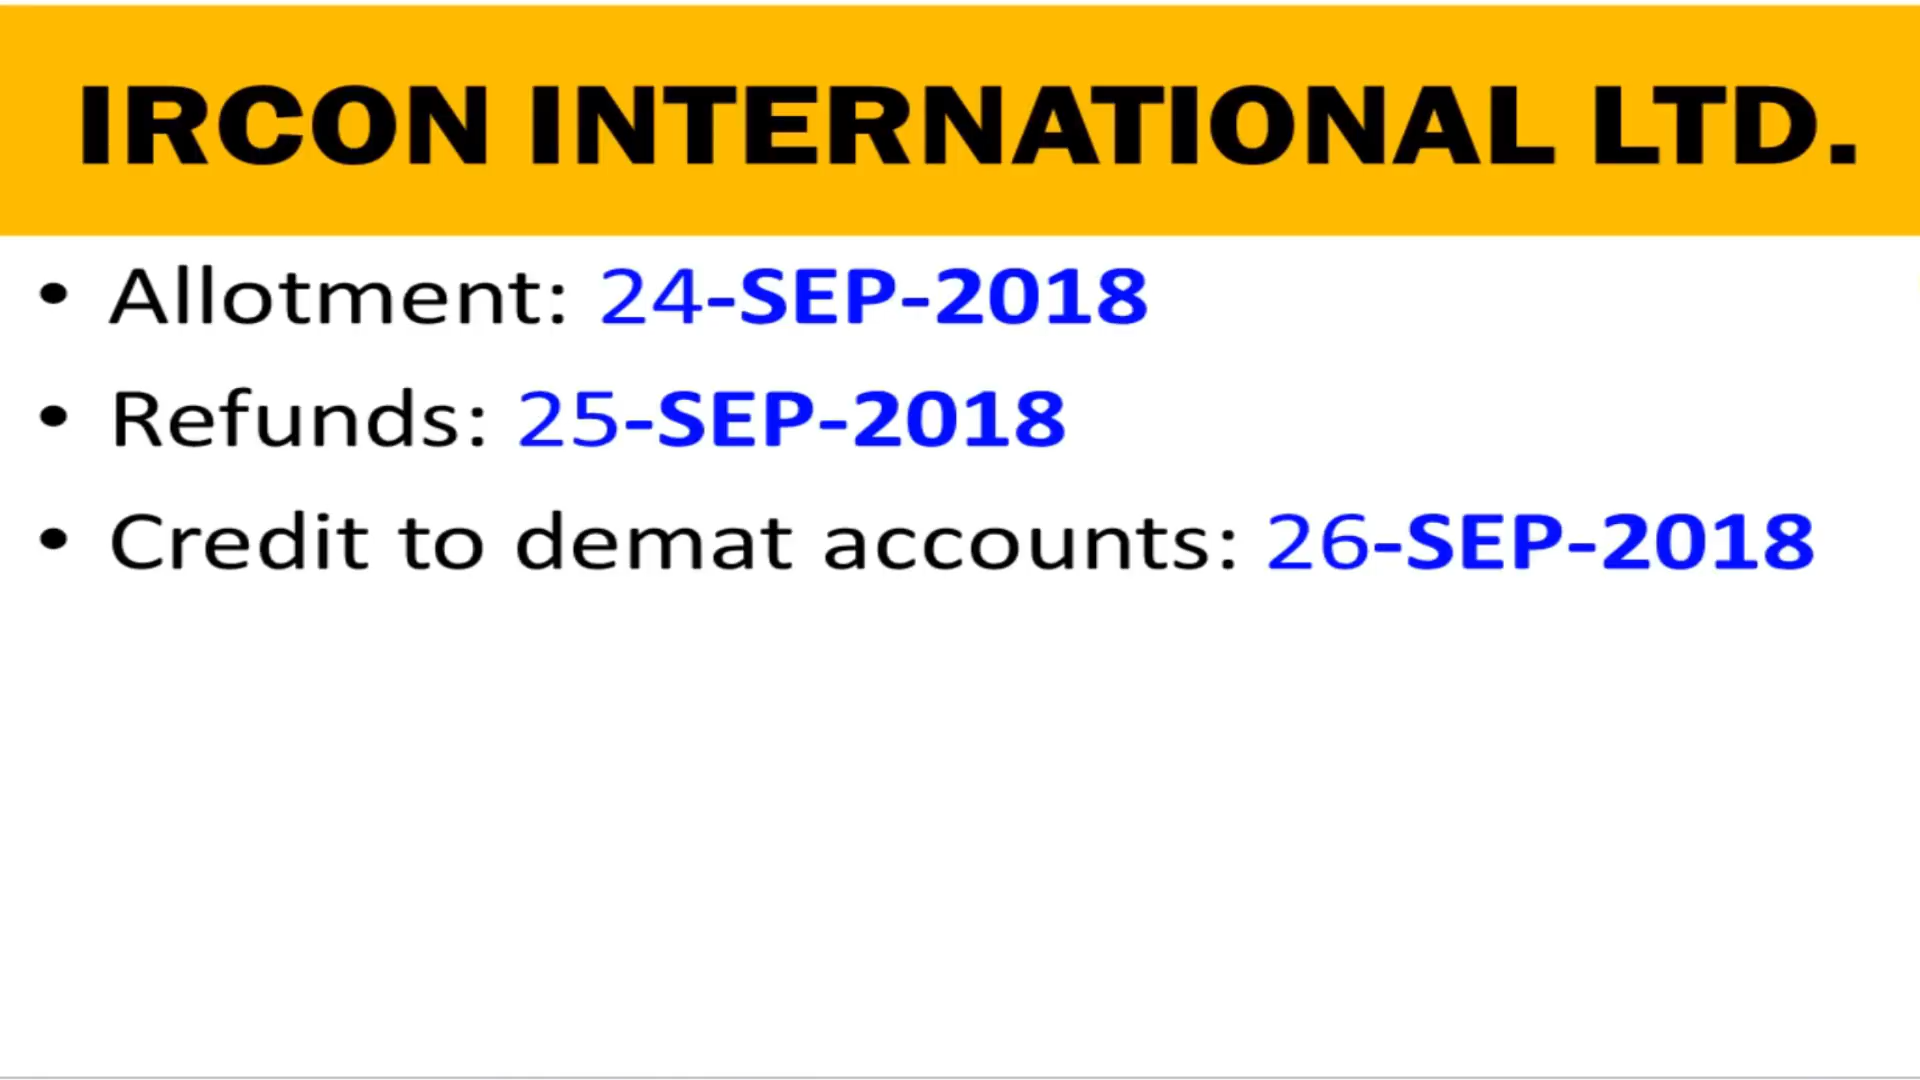 IRCON INTERNATIONAL LTD.
• Allotment: 24-SEP-2018
• Refunds: 25-SEP-2018
• Credit to demat accounts: 26-SEP-2018